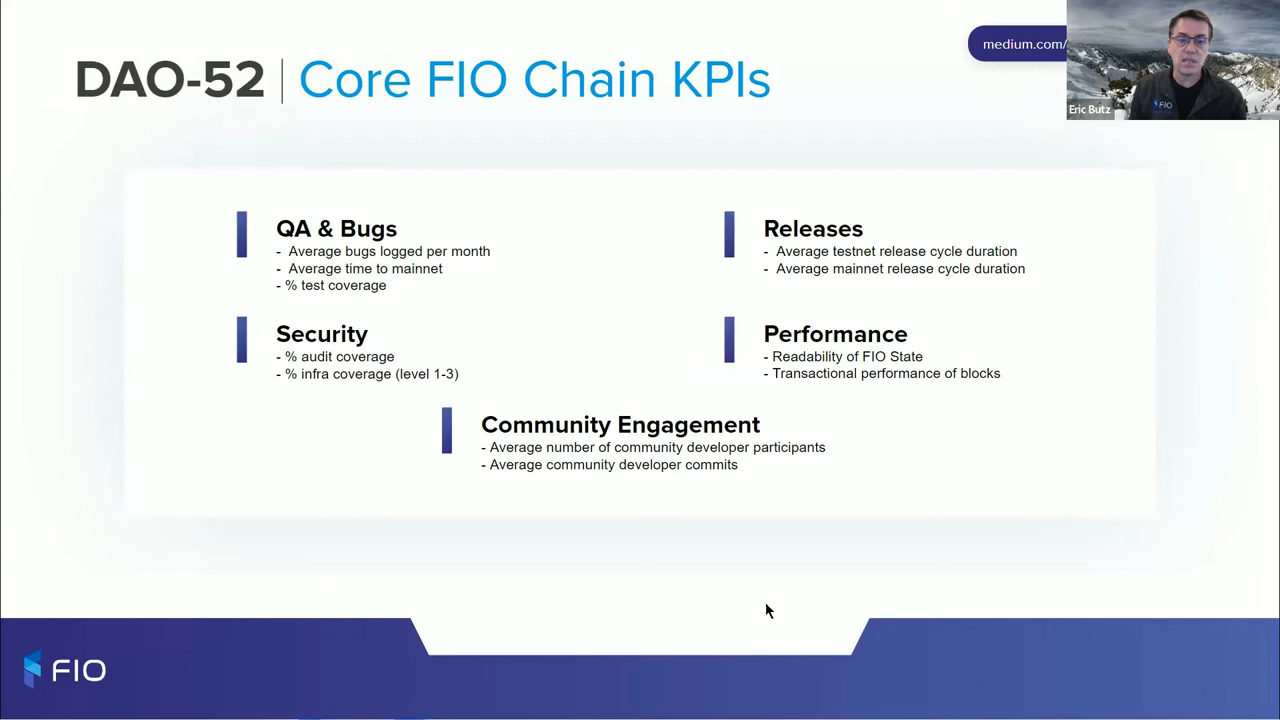 medium.com/
DAO-52 | Core FIO Chain KPIs
Eric Butz
FIO
QA & Bugs
- Average bugs logged per month
- Average time to mainnet
- % test coverage
Releases
- Average testnet release cycle duration
- Average mainnet release cycle duration
Security
- % audit coverage
- % infra coverage (level 1-3)
Performance
- Readability of FIO State
- Transactional performance of blocks
Community Engagement
- Average number of community developer participants
- Average community developer commits
FIO